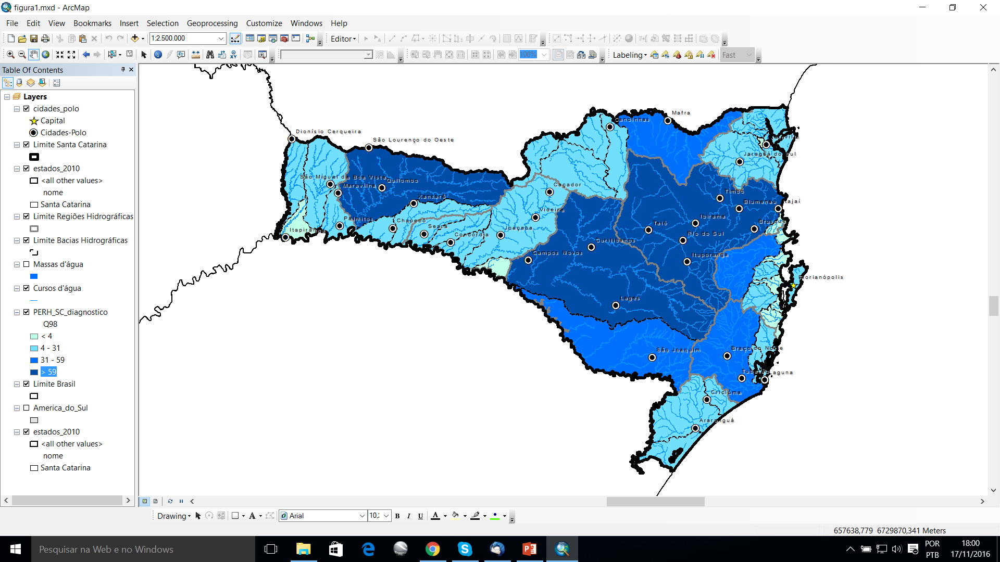 figura1.mxd - ArcMap
File Edit View Bookmarks Insert Selection Geoprocessing Customize Windows Help
1:2.500.000
Editor
100%
Labeling
Fast
Table Of Contents
Layers
cidades_polo
Capital
Cidades-Polo
Limite Santa Catarina
estados_2010
<all other values>
nome
Santa Catarina
Limite Regiões Hidrográficas
Limite Bacias Hidrográficas
Massas d'água
Cursos d'água
PERH_SC_diagnostico
Q98
< 4
4 - 31
31 - 59
> 59
Limite Brasil
America_do_Sul
estados_2010
<all other values>
nome
Santa Catarina
Mafra
Canoinhas
Dionísio Cerqueira
São Lourenço do Oeste
Jaraguá do Sul
São Miguel da Boa Vista
Quilombo
Maravilha
Caçador
Timbó
Xanxerê
Blumenau
Itajaí
Videira
Ibirama
Palmitos
Chapecó
Brusque
Seara
Joaçaba
Taió
Itapiranga
Concórdia
Rio do Sul
Curitibanos
Campos Novos
Ituporanga
Florianópolis
Lages
São Joaquim
Braço do Norte
Laguna
Criciúma
Araranguá
Drawing
Arial
B I U
A
657638,779 6729870,341 Meters
Pesquisar na Web e no Windows
POR
PTB
18:00
17/11/2016